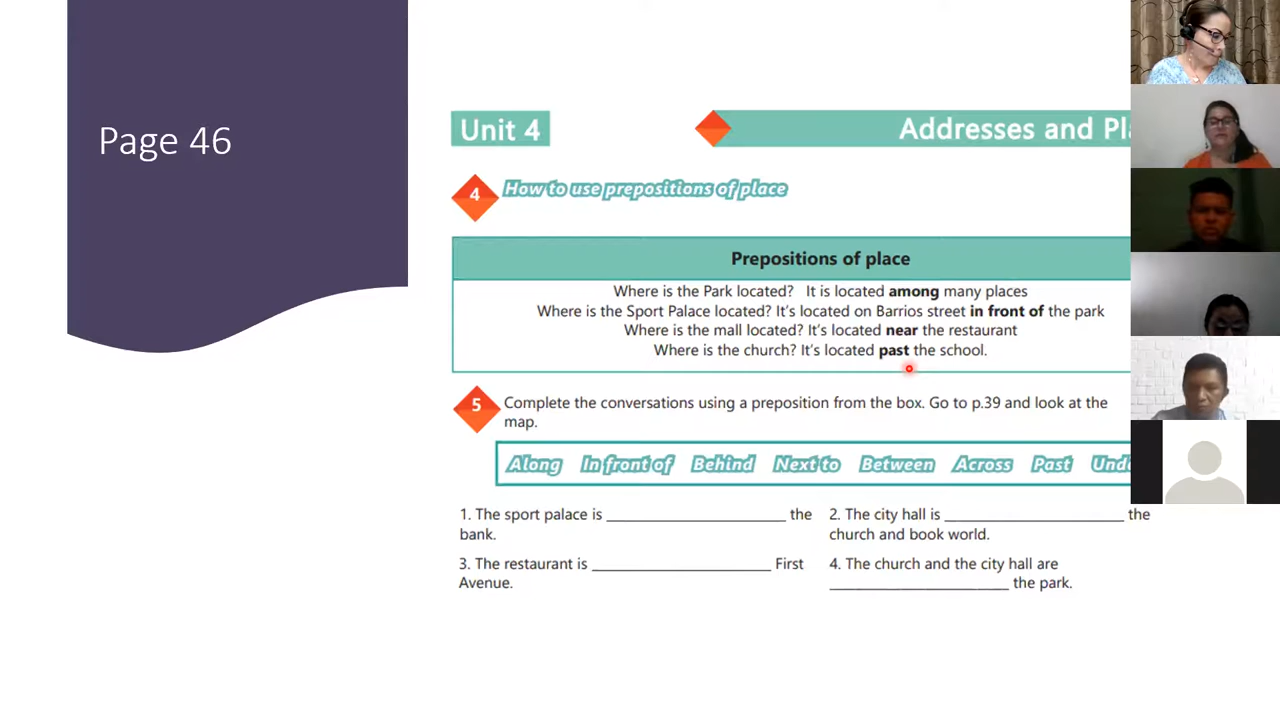 Page 46
Unit 4
Addresses and Pl
4
How to use prepositions of place
Prepositions of place
Where is the Park located? It is located among many places
Where is the Sport Palace located? It's located on Barrios street in front of the park
Where is the mall located? It's located near the restaurant
Where is the church? It's located past the school.
5
Complete the conversations using a preposition from the box. Go to p.39 and look at the
map.
Along In front of Behind Next to Between Across Past Unde
1. The sport palace is ______ the
bank.
2. The city hall is ______ the
church and book world.
3. The restaurant is ______ First
Avenue.
4. The church and the city hall are
______ the park.